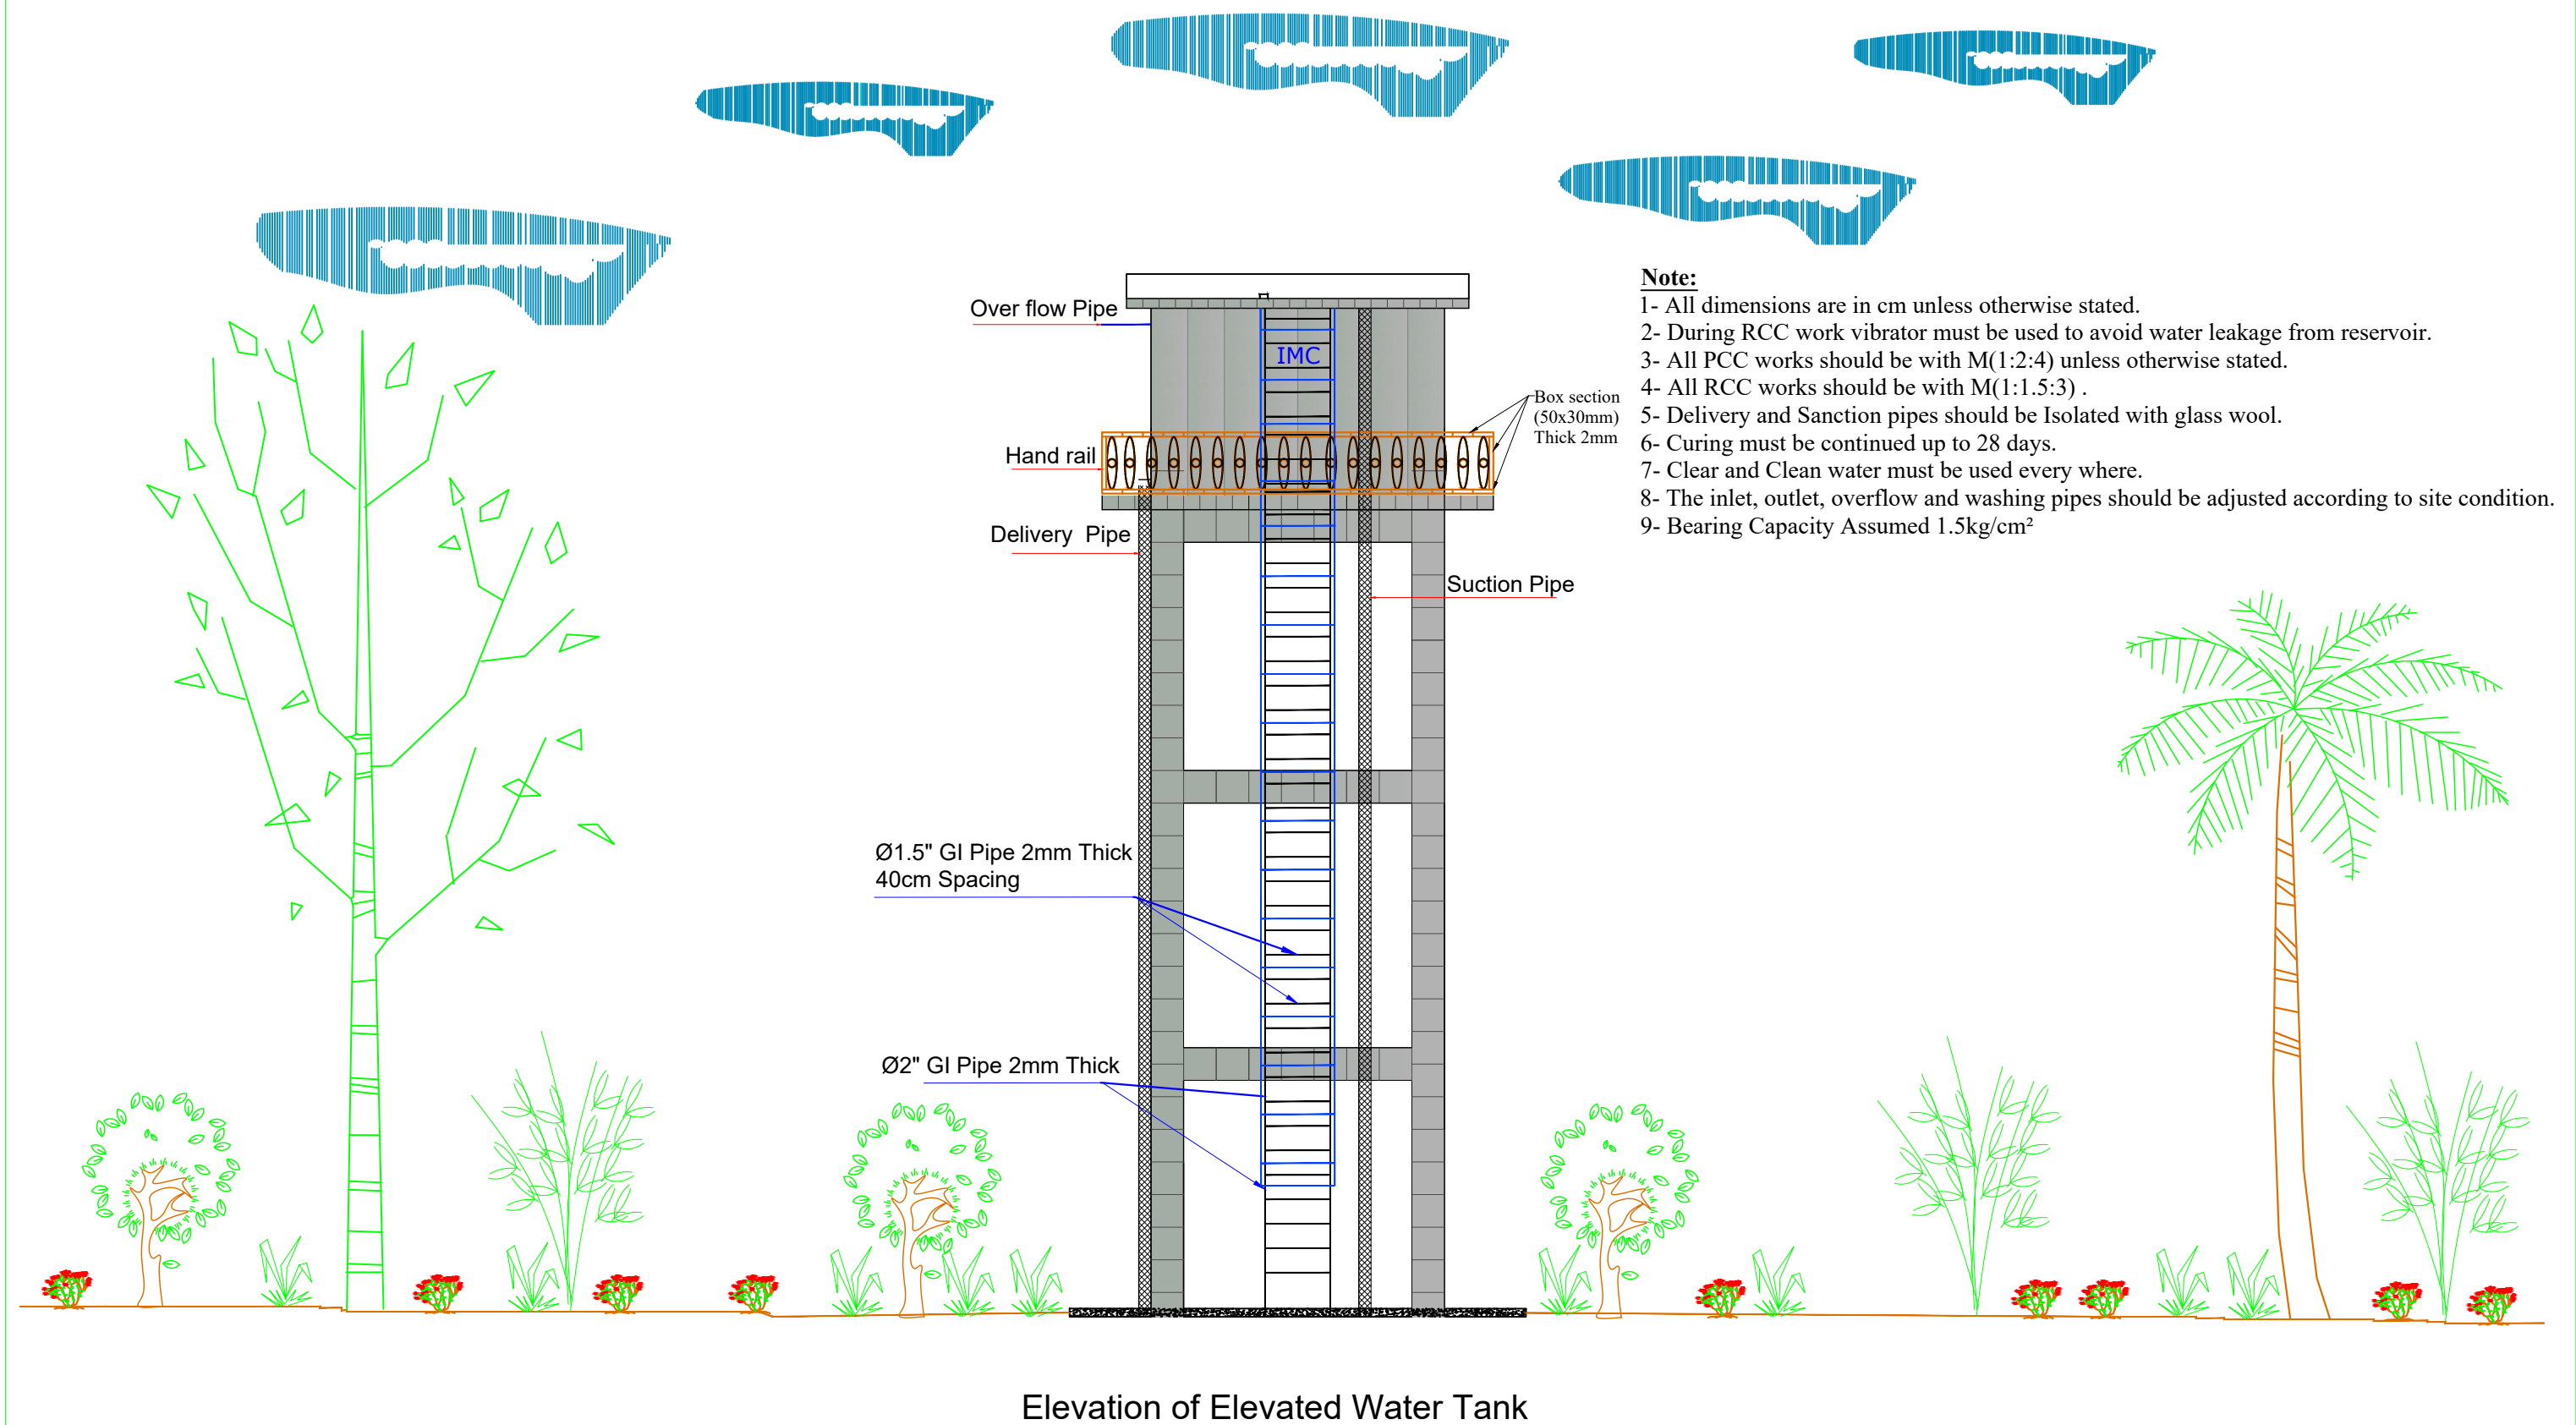 Over flow Pipe
IMC
Hand rail
Delivery  Pipe
Box section
(50x30mm)
Thick 2mm
Suction Pipe
Ø1.5" GI Pipe 2mm Thick
40cm Spacing
Ø2" GI Pipe 2mm Thick
Note:
1- All dimensions are in cm unless otherwise stated.
2- During RCC work vibrator must be used to avoid water leakage from reservoir.
3- All PCC works should be with M(1:2:4) unless otherwise stated.
4- All RCC works should be with M(1:1.5:3) .
5- Delivery and Sanction pipes should be Isolated with glass wool.
6- Curing must be continued up to 28 days.
7- Clear and Clean water must be used every where.
8- The inlet, outlet, overflow and washing pipes should be adjusted according to site condition.
9- Bearing Capacity Assumed 1.5kg/cm²
Elevation of Elevated Water Tank